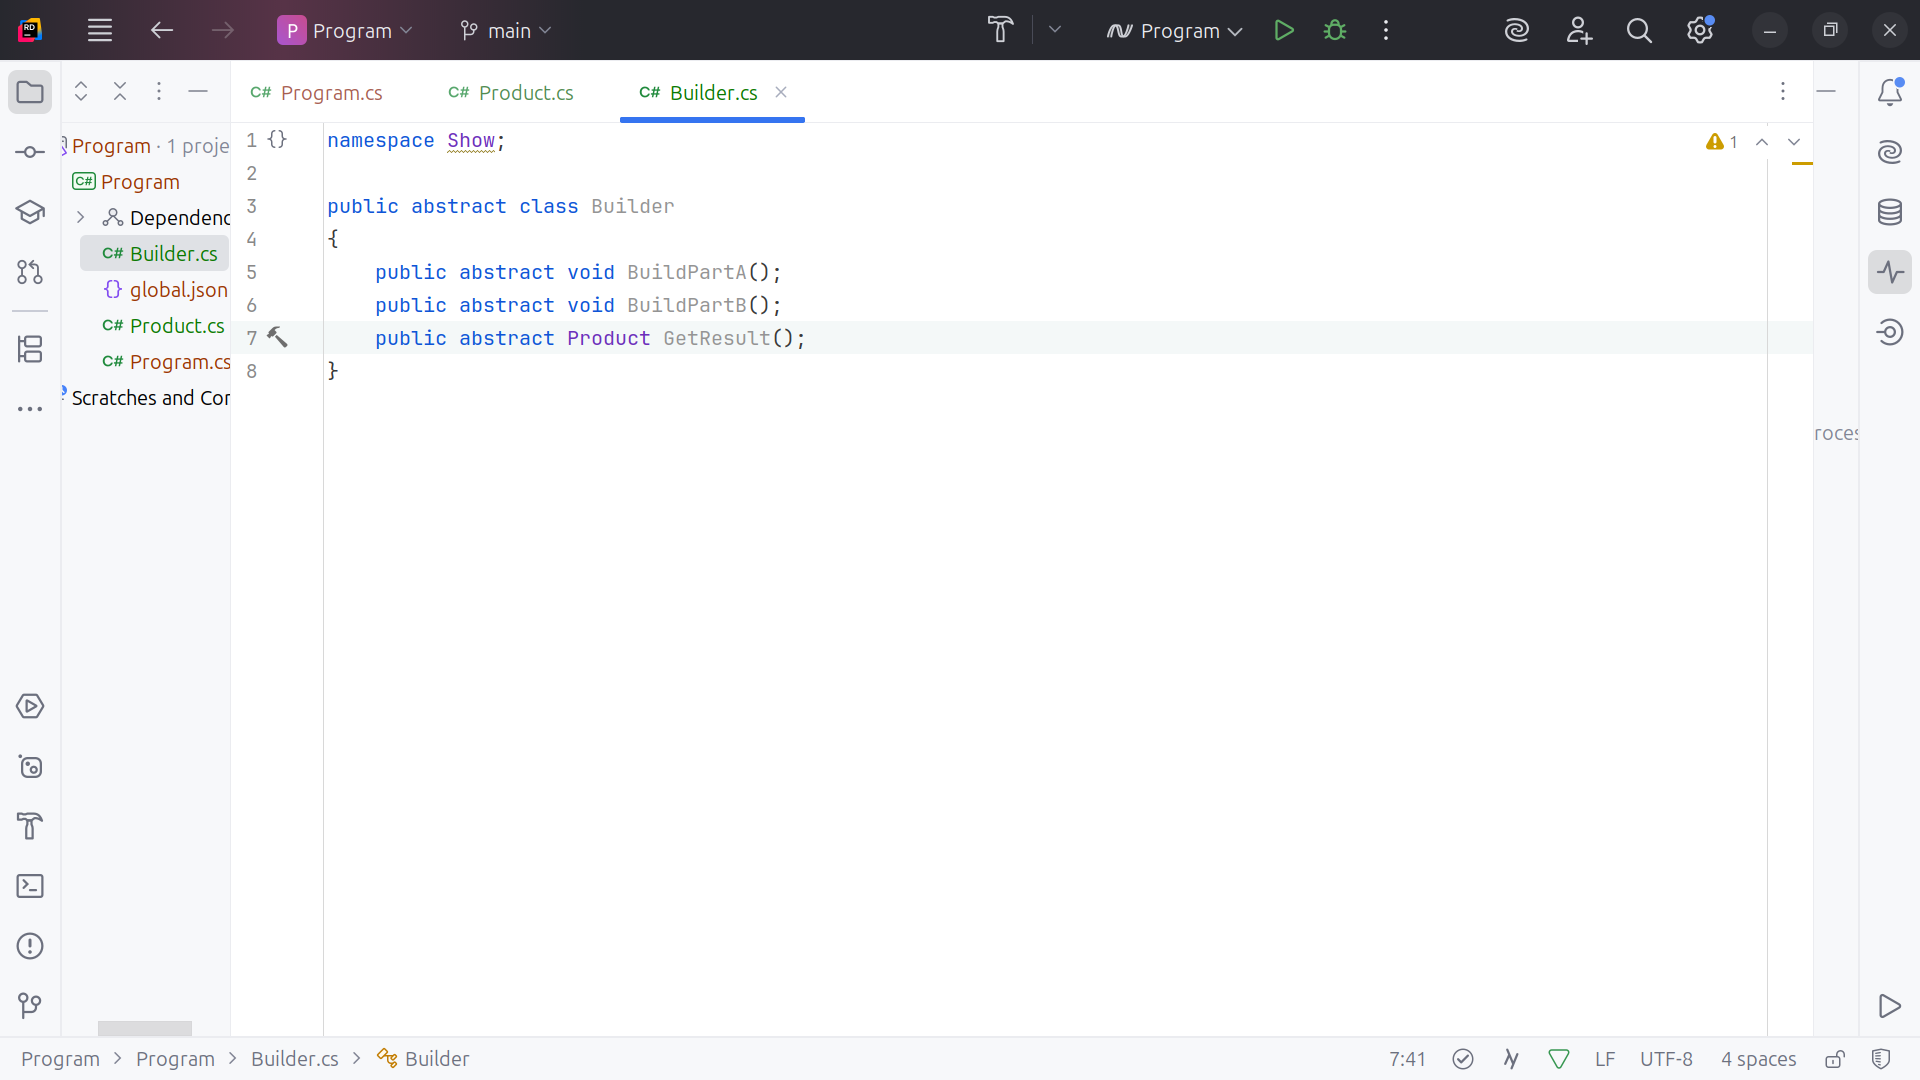 Program
main
Program
C# Program.cs
C# Product.cs
C# Builder.cs
Program · 1 proje
C# Program
Dependenc
C# Builder.cs
{} global.json
C# Product.cs
C# Program.cs
Scratches and Cor
1 {} namespace Show;
2
3 public abstract class Builder
4 {
5 public abstract void BuildPartA();
6 public abstract void BuildPartB();
7 public abstract Product GetResult();
8 }
1
roces
Program > Program > Builder.cs > Builder
7:41
LF
UTF-8
4 spaces